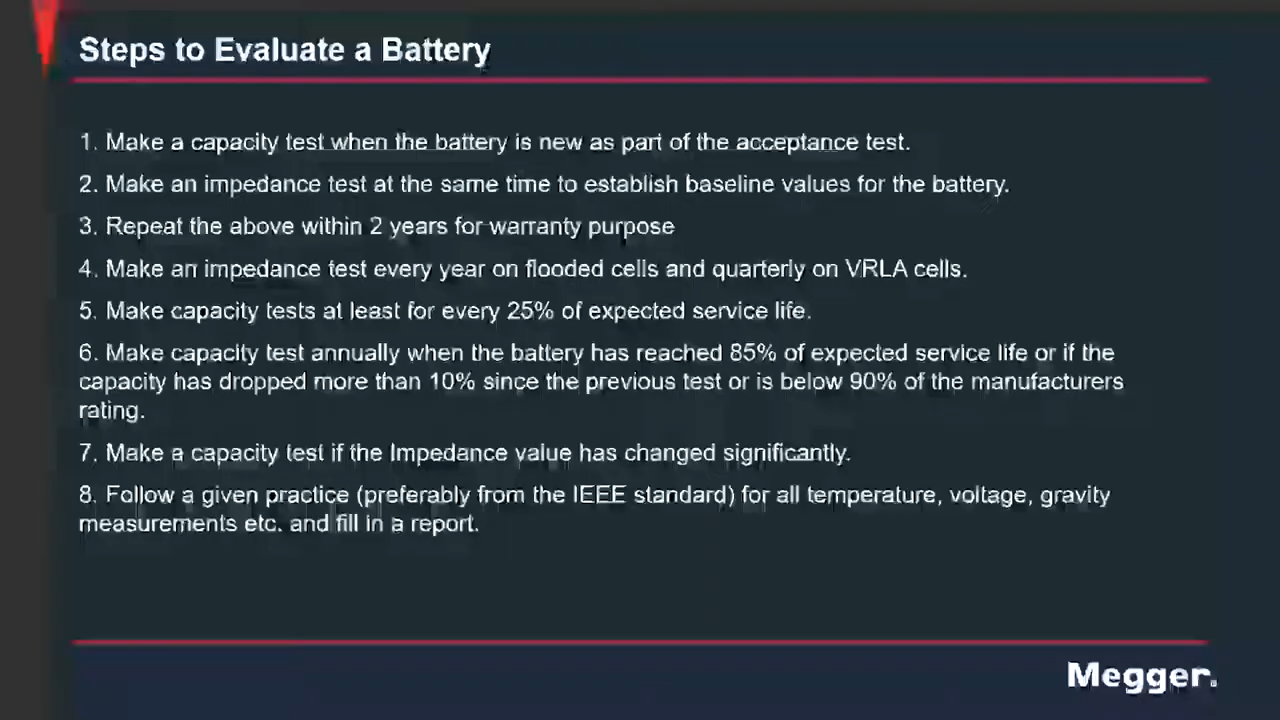 Steps to Evaluate a Battery
1. Make a capacity test when the battery is new as part of the acceptance test.
2. Make an impedance test at the same time to establish baseline values for the battery.
3. Repeat the above within 2 years for warranty purpose
4. Make an impedance test every year on flooded cells and quarterly on VRLA cells.
5. Make capacity tests at least for every 25% of expected service life.
6. Make capacity test annually when the battery has reached 85% of expected service life or if the
capacity has dropped more than 10% since the previous test or is below 90% of the manufacturers
rating.
7. Make a capacity test if the Impedance value has changed significantly.
8. Follow a given practice (preferably from the IEEE standard) for all temperature, voltage, gravity
measurements etc. and fill in a report.
Megger.